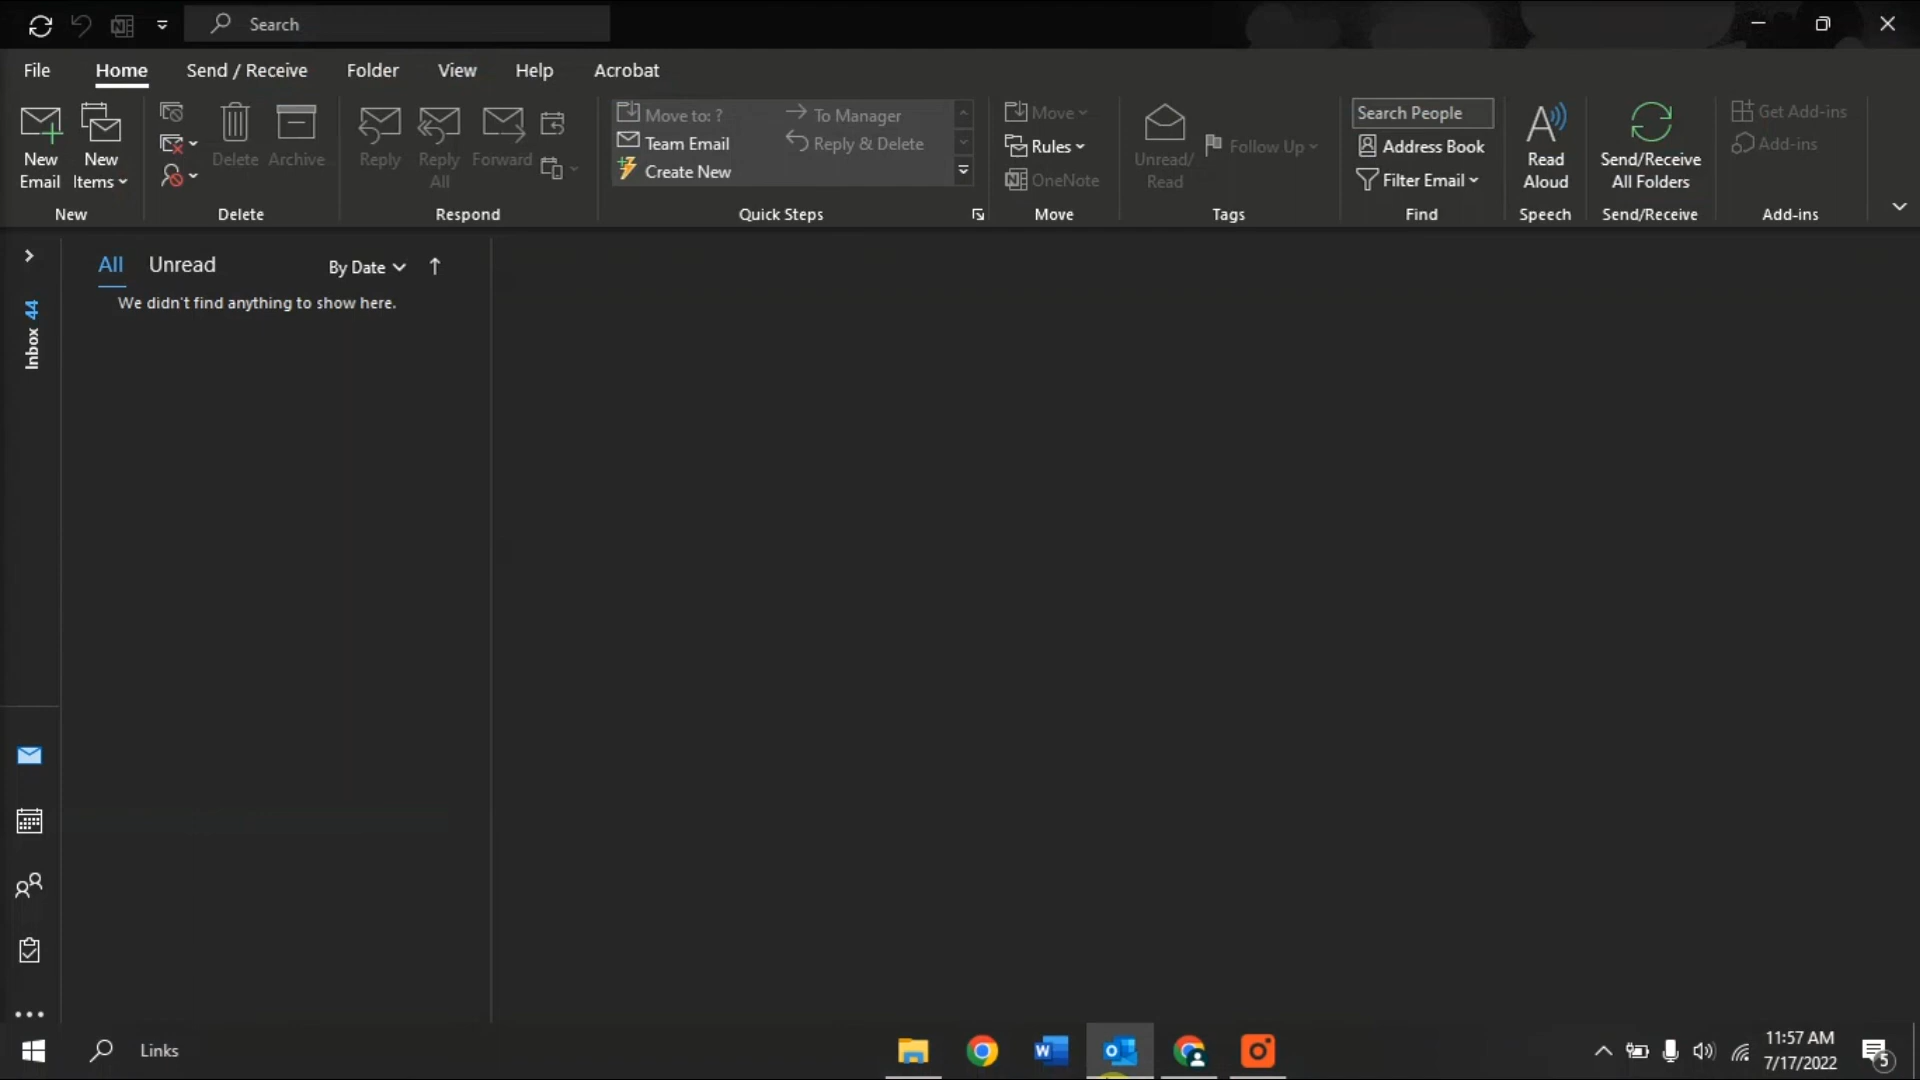 Search
File Home Send / Receive Folder View Help Acrobat
New Email
New Items
Delete
Archive
Reply
Reply All
Forward
Move to: ?
To Manager
Team Email
Reply & Delete
Create New
Move
Rules
OneNote
Unread/ Read
Follow Up
Search People
Address Book
Filter Email
Read Aloud
Send/Receive All Folders
Get Add-ins
Add-ins
New Delete Respond Quick Steps Move Tags Find Speech Send/Receive Add-ins
All Unread By Date
We didn't find anything to show here.
Inbox 44
Links
11:57 AM
7/17/2022
5